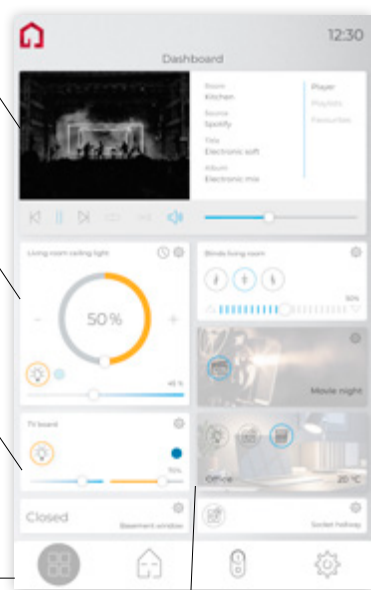 12:30
Dashboard
Room
Kitchen
Player
Source
Spotify
Playlists
Favourites
Title
Electronic soft
Album
Electronic mix
Living room ceiling light
50%
45 %
Blinds living room
50%
Movie night
TV board
70%
Office
20 °C
Closed
Basement window
Socket hallway